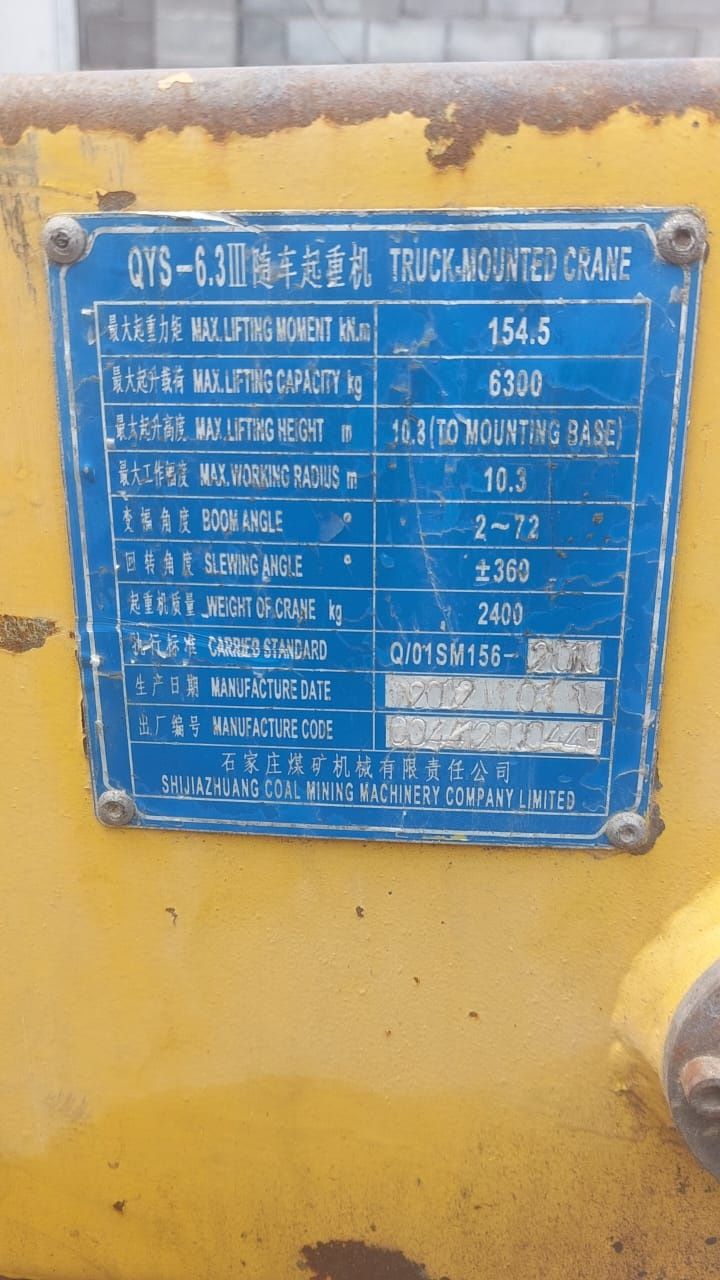 QYS-6.3Ⅲ随车起重机 TRUCK-MOUNTED CRANE
最大起重力矩 MAX.LIFTING MOMENT kN.m 154.5
最大起升载荷 MAX.LIFTING CAPACITY kg 6300
最大起升高度 MAX.LIFTING HEIGHT m 10.3(TO MOUNTING BASE)
最大工作幅度 MAX.WORKING RADIUS m 10.3
变幅角度 BOOM ANGLE ° 2~72
回转角度 SLEWING ANGLE ° ±360
起重机质量 WEIGHT OF CRANE kg 2400
执行标准 CARRIED STANDARD Q/01SM156-2010
生产日期 MANUFACTURE DATE
出厂编号 MANUFACTURE CODE
石家庄煤矿机械有限责任公司
SHIJIAZHUANG COAL MINING MACHINERY COMPANY LIMITED